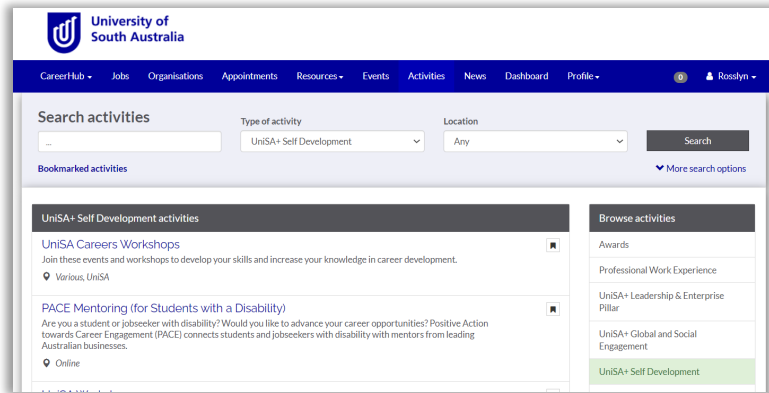 University of
South Australia
CareerHub Jobs Organisations Appointments Resources Events Activities News Dashboard Profile 0 Rosslyn
Search activities
Type of activity
Location
...
UniSA+ Self Development
Any
Search
Bookmarked activities
More search options
UniSA+ Self Development activities
UniSA Careers Workshops
Join these events and workshops to develop your skills and increase your knowledge in career development.
Various, UniSA
PACE Mentoring (for Students with a Disability)
Are you a student or jobseeker with disability? Would you like to advance your career opportunities? Positive Action
towards Career Engagement (PACE) connects students and jobseekers with disability with mentors from leading
Australian businesses.
Online
Browse activities
Awards
Professional Work Experience
UniSA+ Leadership & Enterprise
Pillar
UniSA+ Global and Social
Engagement
UniSA+ Self Development